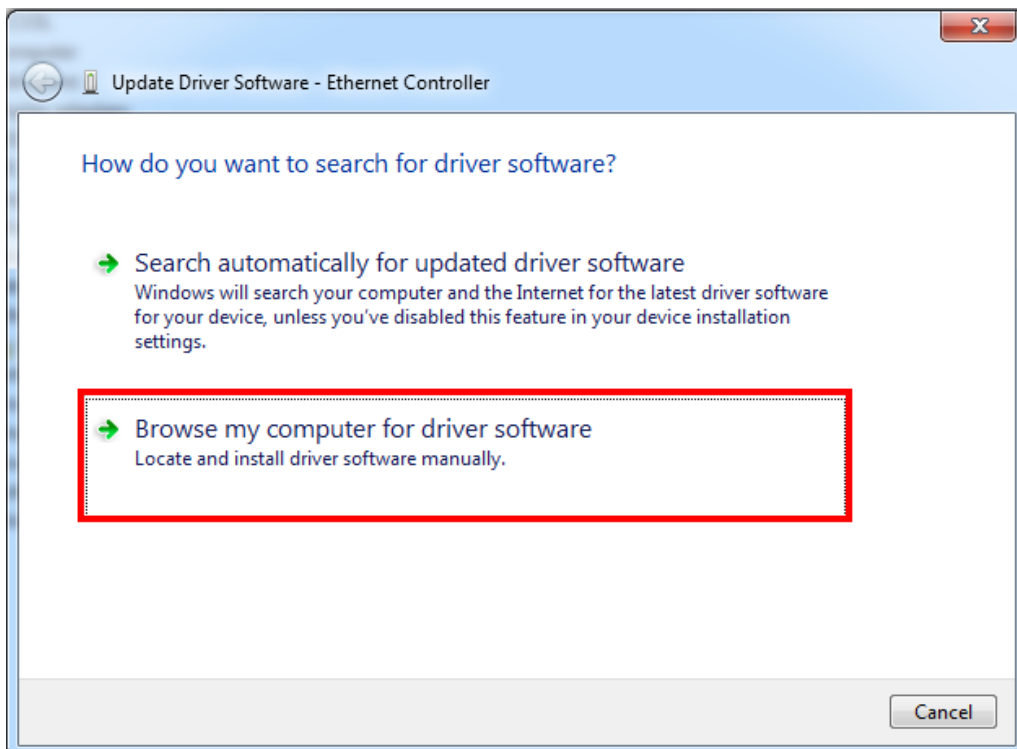 Update Driver Software - Ethernet Controller
How do you want to search for driver software?
Search automatically for updated driver software
Windows will search your computer and the Internet for the latest driver software
for your device, unless you've disabled this feature in your device installation
settings.
Browse my computer for driver software
Locate and install driver software manually.
Cancel